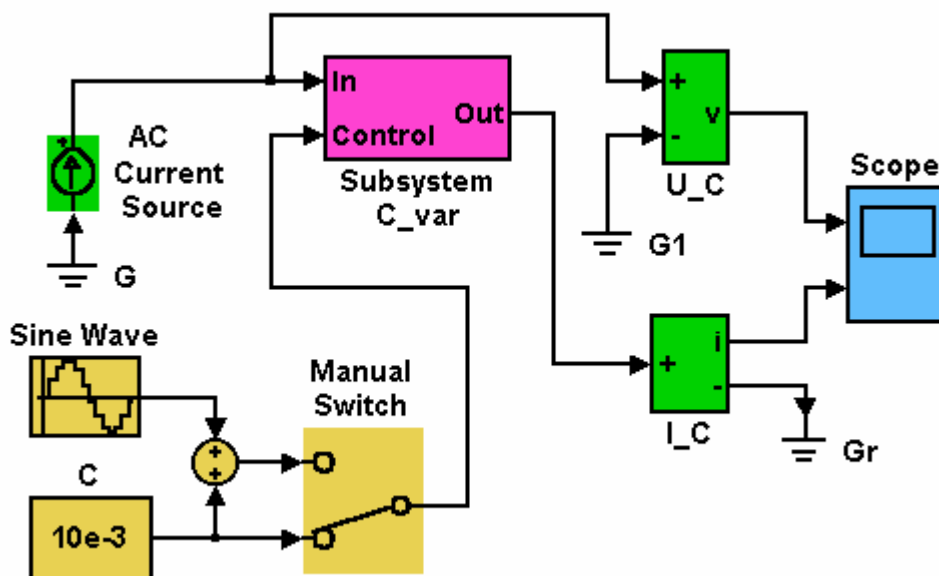 In
Control
Out
Subsystem
C_var
+
-
v
U_C
Scope
+
AC
Current
Source
G
G1
Sine Wave
Manual
Switch
+
+
+
i
-
I_C
Gr
C
10e-3